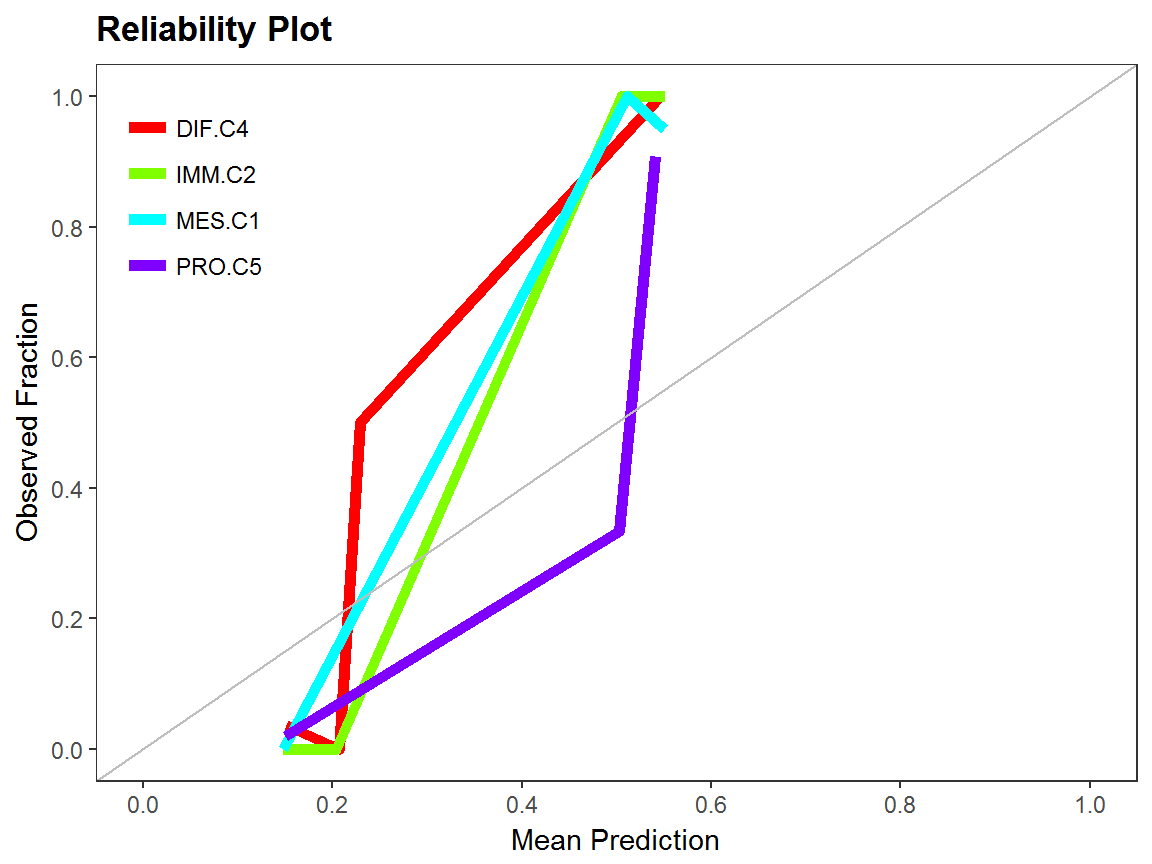 Reliability Plot
1.0
0.8
0.6
0.4
0.2
0.0
Observed Fraction
DIF.C4
IMM.C2
MES.C1
PRO.C5
0.0 0.2 0.4 0.6 0.8 1.0
Mean Prediction